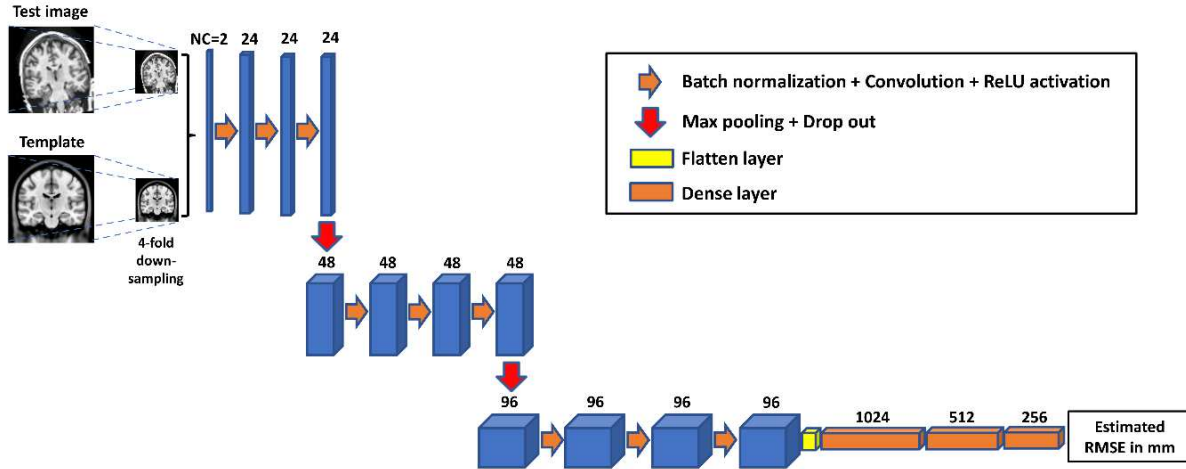 Test image
NC=2 24 24 24
Template
4-fold
down-
sampling
Batch normalization + Convolution + ReLU activation
Max pooling + Drop out
Flatten layer
Dense layer
48 48 48 48
96 96 96 96
1024 512 256
Estimated
RMSE in mm